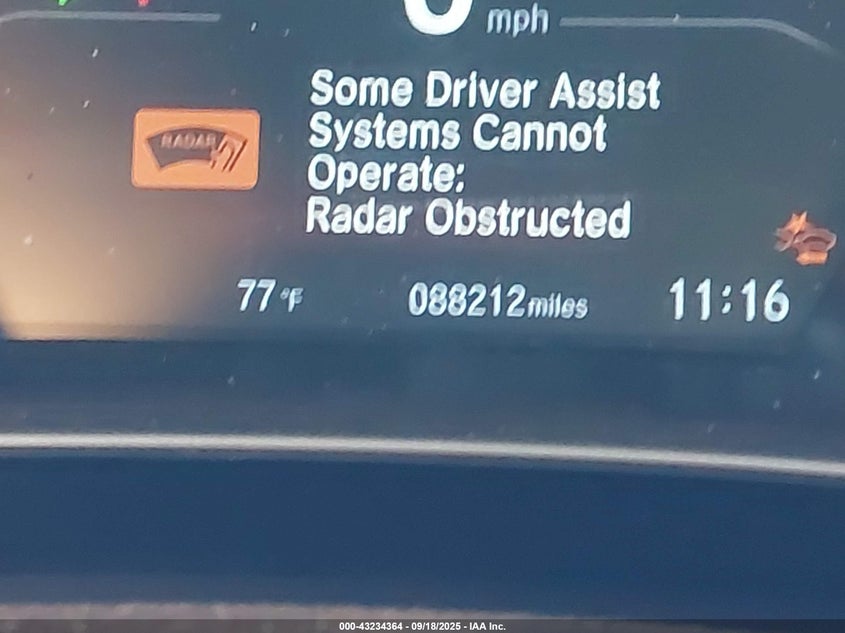 0 mph
Some Driver Assist
Systems Cannot
RADAR
Operate:
Radar Obstructed
77°F 088212 miles 11:16
000-43234364 - 09/18/2025 - IAA Inc.